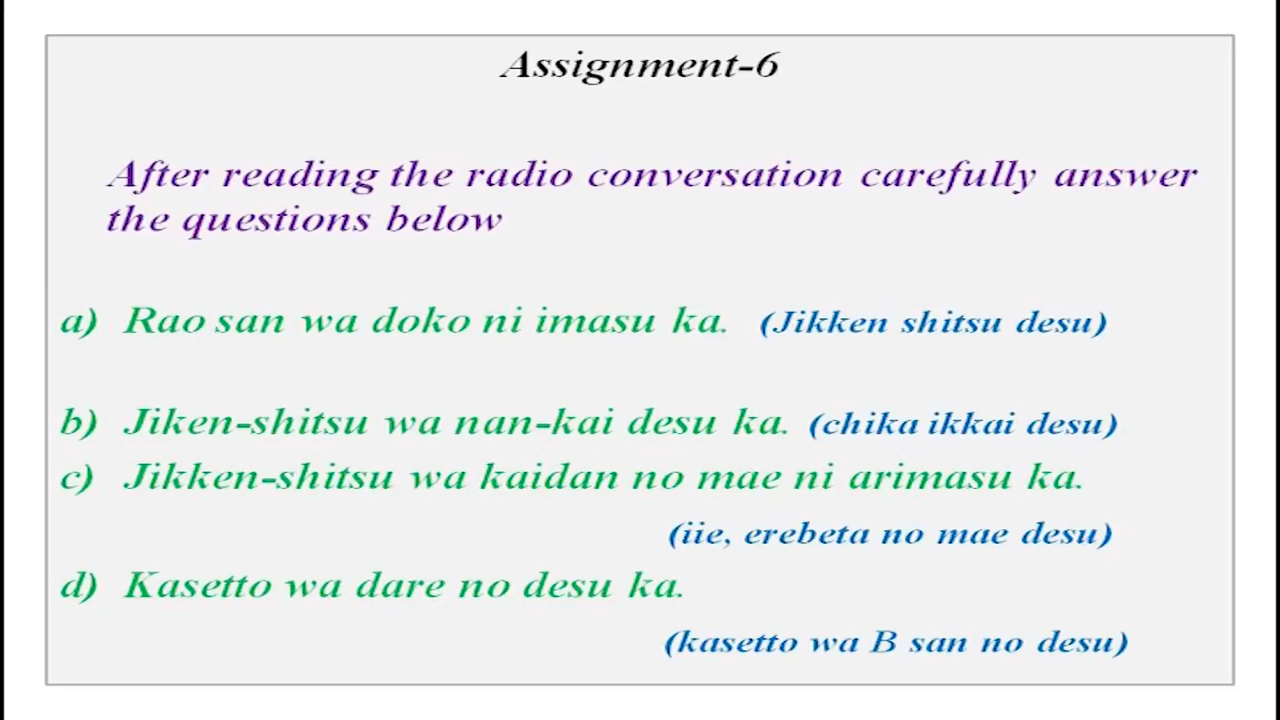 Assignment-6
After reading the radio conversation carefully answer
the questions below
a) Rao san wa doko ni imasu ka. (Jikken shitsu desu)
b) Jiken-shitsu wa nan-kai desu ka. (chika ikkai desu)
c) Jikken-shitsu wa kaidan no mae ni arimasu ka.
(iie, erebeta no mae desu)
d) Kasetto wa dare no desu ka.
(kasetto wa B san no desu)